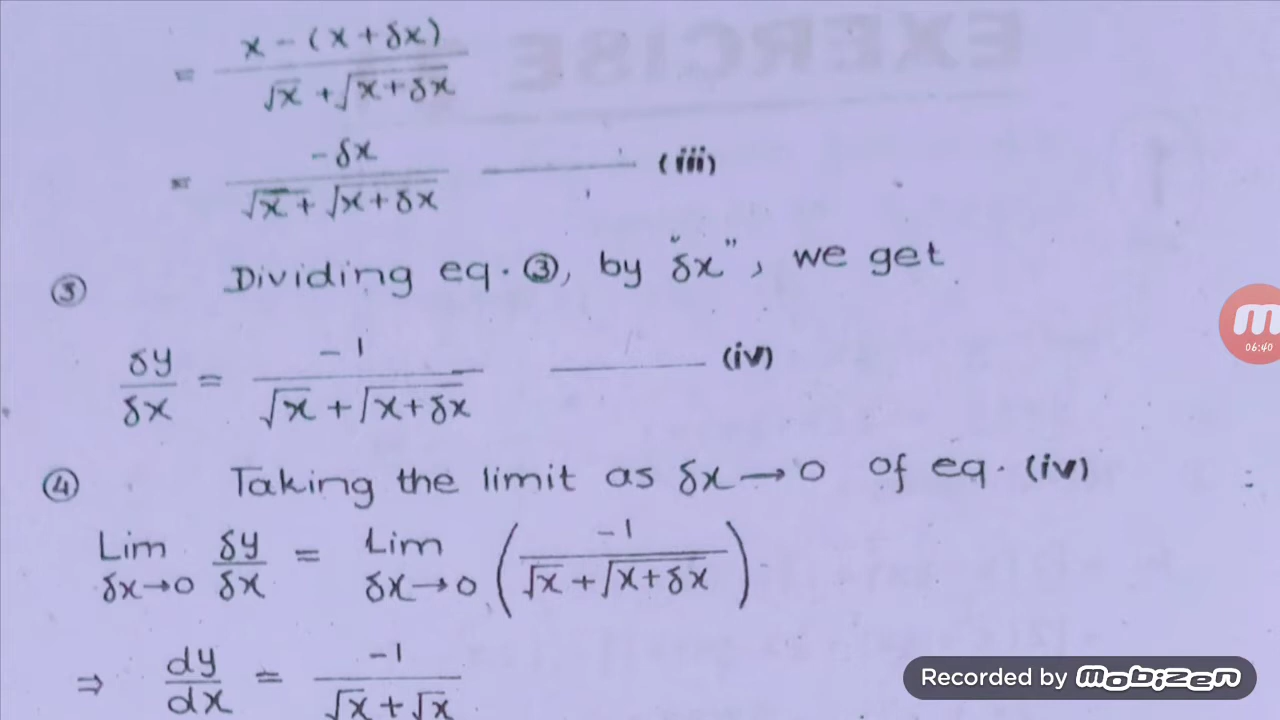 = x - (x + δx) / √x + √x + δx
= -δx / √x + √x + δx ——— (iii)
③ Dividing eq. ③, by "δx", we get
δy / δx = -1 / √x + √x + δx ——— (iv)
④ Taking the limit as δx → 0 of eq. (iv) :
Lim δx → 0 δy / δx = Lim δx → 0 ( -1 / √x + √x + δx )
⇒ dy / dx = -1 / √x + √x
EXERCISE
m
06:40
Recorded by mobizen